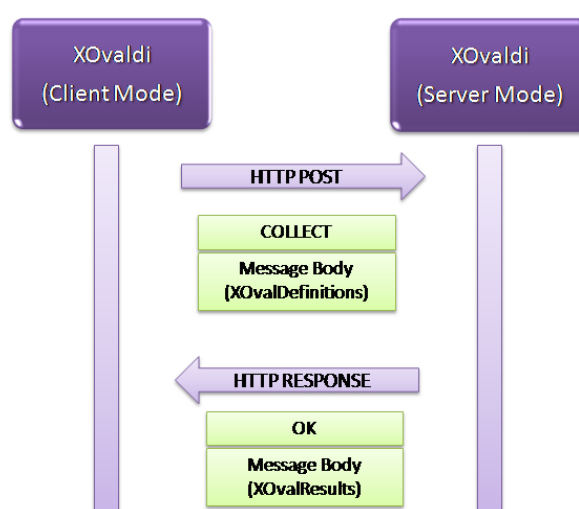 XOvaldi
(Client Mode)
XOvaldi
(Server Mode)
HTTP POST
COLLECT
Message Body
(XOvalDefinitions)
HTTP RESPONSE
OK
Message Body
(XOvalResults)